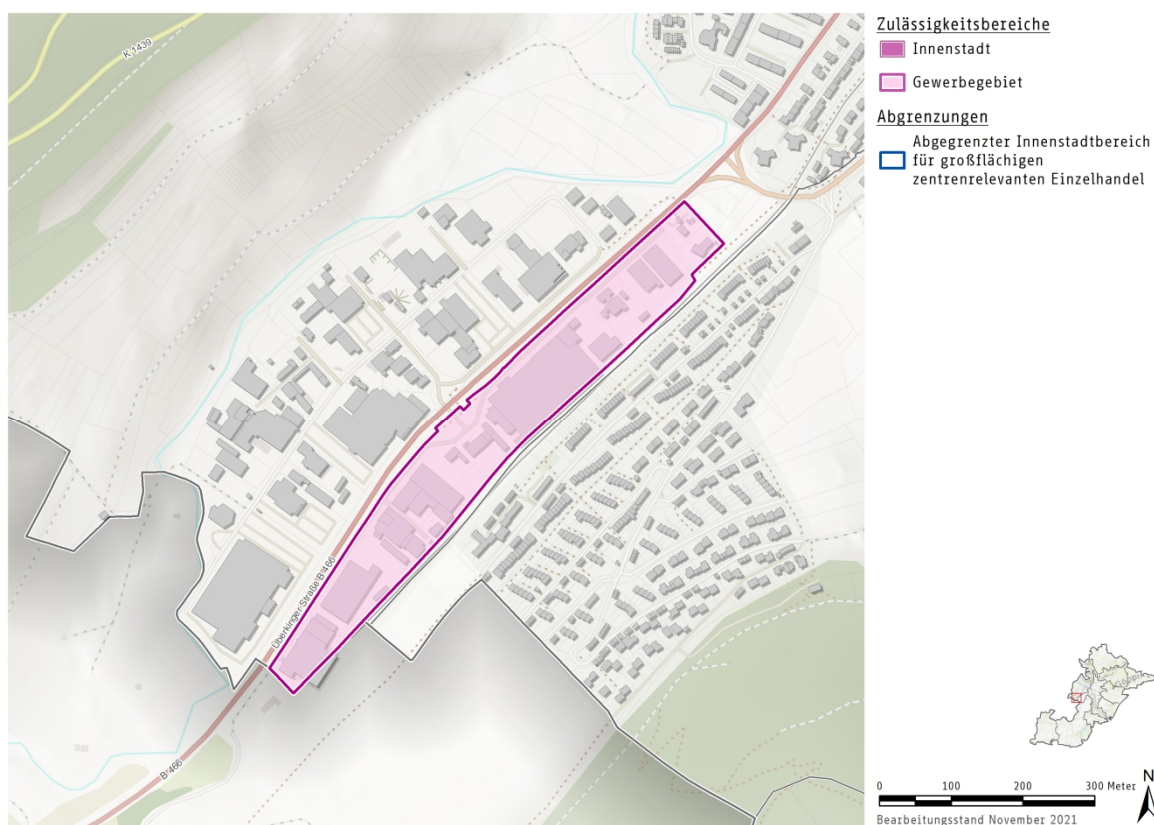 K 1439
Überkinger Straße B 466
B 466
Zulässigkeitsbereiche
Innenstadt
Gewerbegebiet
Abgrenzungen
Abgegrenzter Innenstadtbereich
für großflächigen
zentrenrelevanten Einzelhandel
N
0 100 200 300 Meter
Bearbeitungsstand November 2021